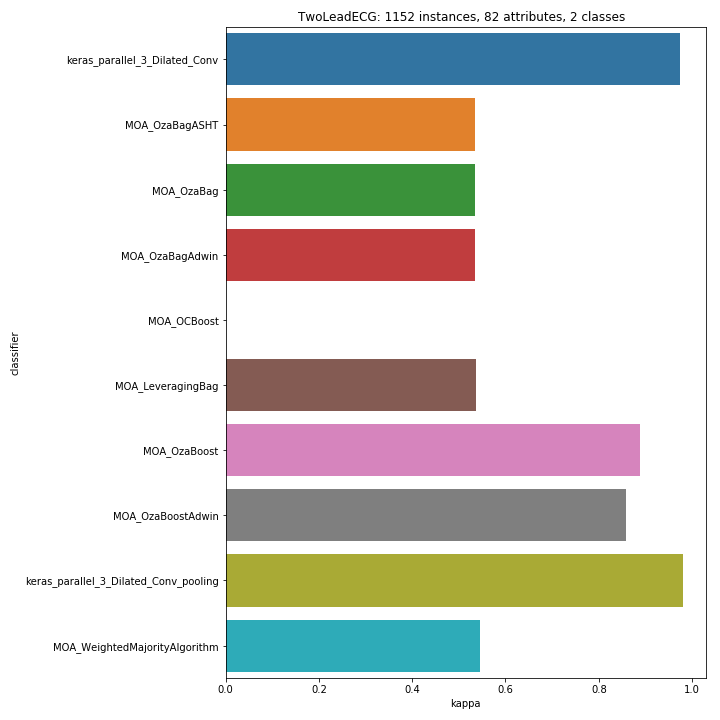 TwoLeadECG: 1152 instances, 82 attributes, 2 classes
classifier
keras_parallel_3_Dilated_Conv
MOA_OzaBagASHT
MOA_OzaBag
MOA_OzaBagAdwin
MOA_OCBoost
MOA_LeveragingBag
MOA_OzaBoost
MOA_OzaBoostAdwin
keras_parallel_3_Dilated_Conv_pooling
MOA_WeightedMajorityAlgorithm
0.0 0.2 0.4 0.6 0.8 1.0
kappa